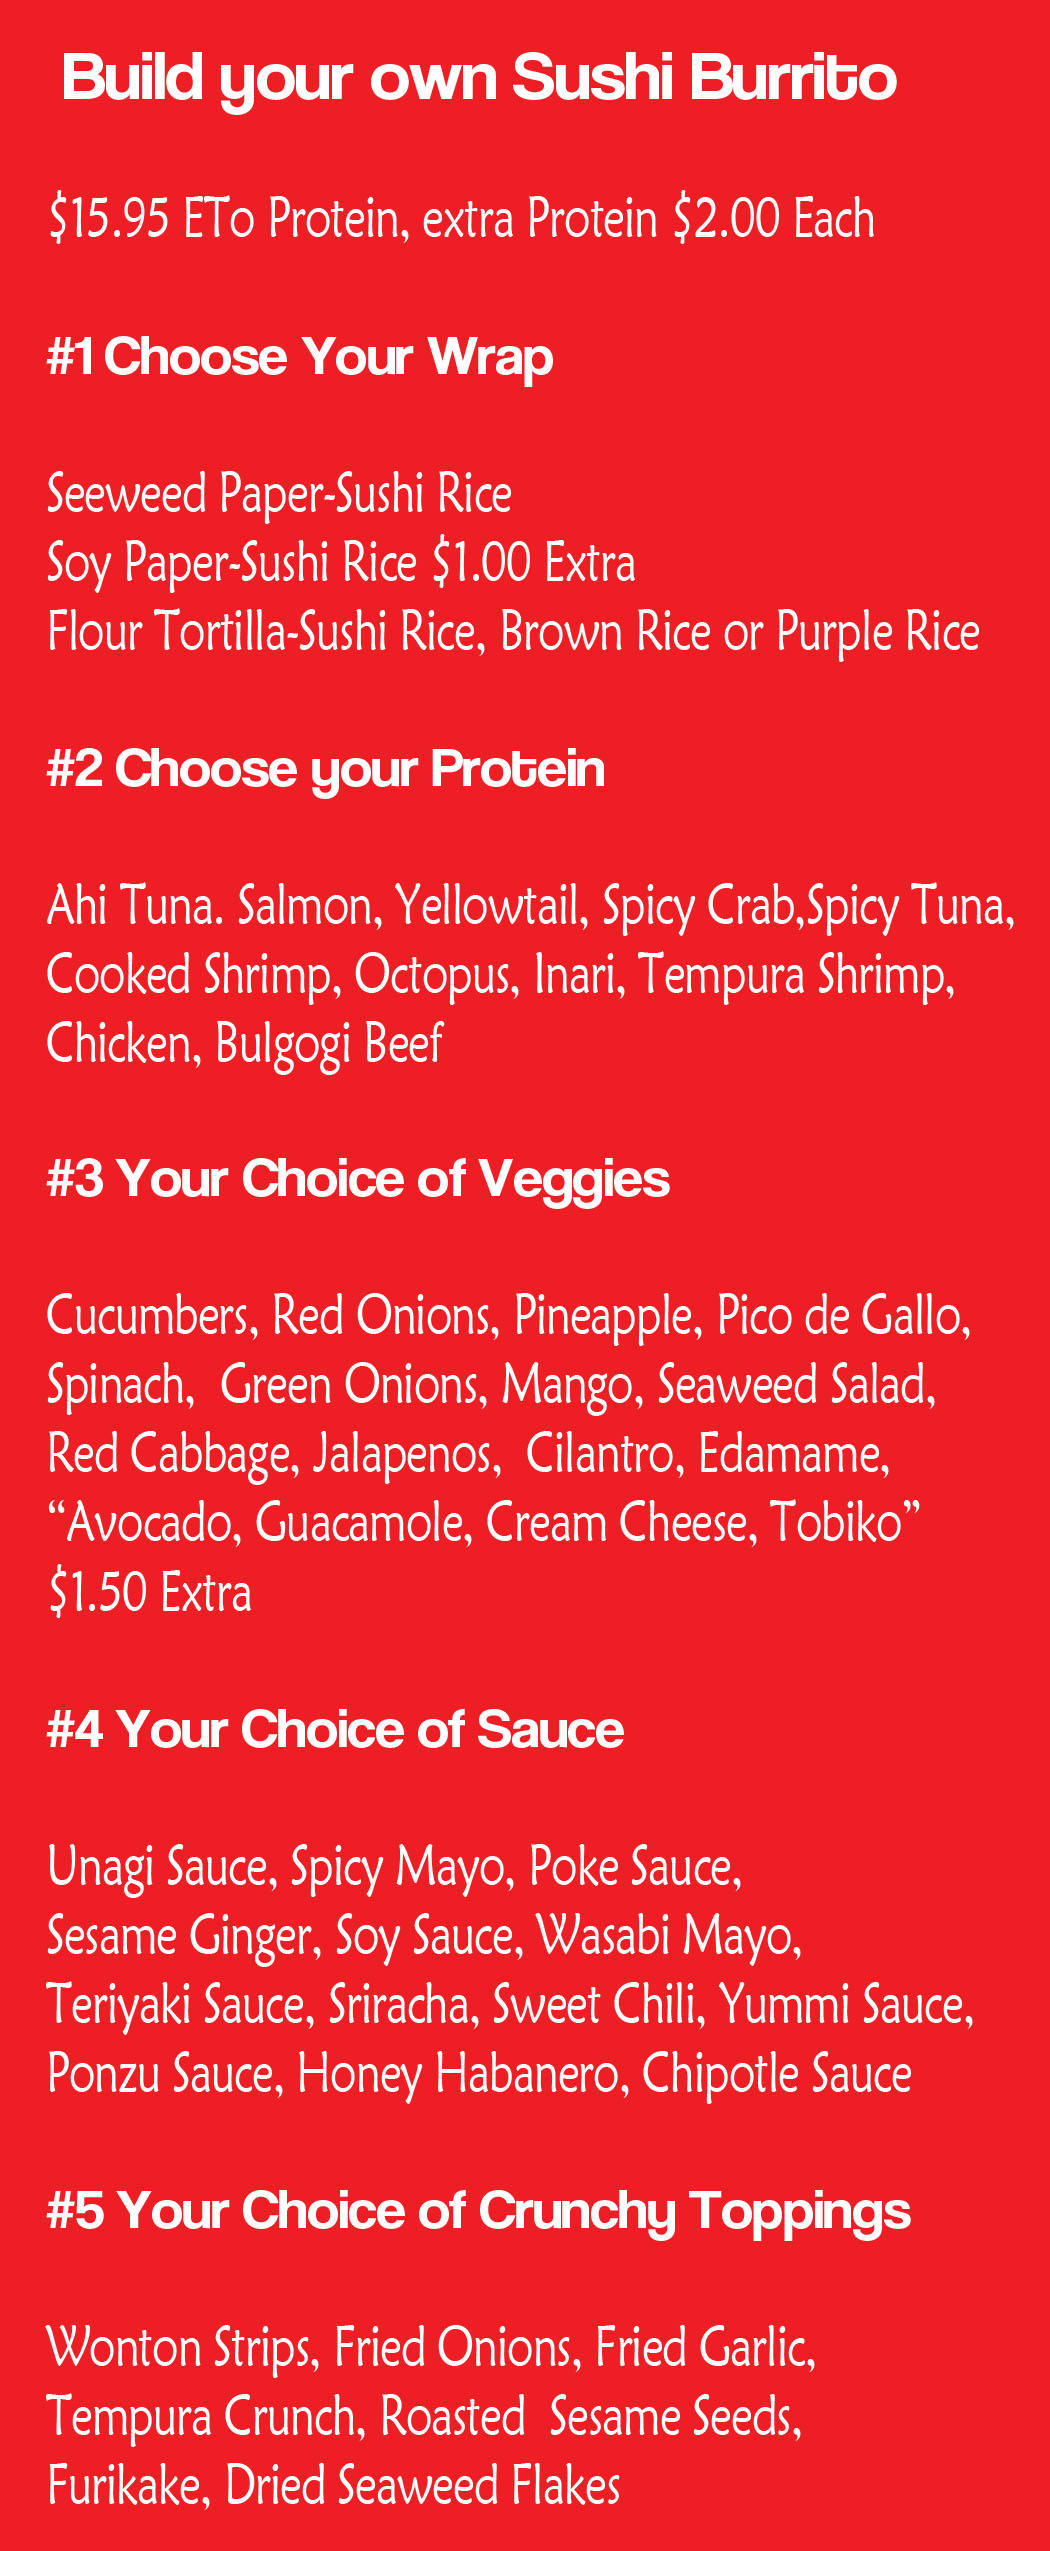 Build your own Sushi Burrito
$15.95 ETo Protein, extra Protein $2.00 Each
#1 Choose Your Wrap
Seeweed Paper-Sushi Rice
Soy Paper-Sushi Rice $1.00 Extra
Flour Tortilla-Sushi Rice, Brown Rice or Purple Rice
#2 Choose your Protein
Ahi Tuna. Salmon, Yellowtail, Spicy Crab,Spicy Tuna,
Cooked Shrimp, Octopus, Inari, Tempura Shrimp,
Chicken, Bulgogi Beef
#3 Your Choice of Veggies
Cucumbers, Red Onions, Pineapple, Pico de Gallo,
Spinach,  Green Onions, Mango, Seaweed Salad,
Red Cabbage, Jalapenos,  Cilantro, Edamame,
“Avocado, Guacamole, Cream Cheese, Tobiko”
$1.50 Extra
#4 Your Choice of Sauce
Unagi Sauce, Spicy Mayo, Poke Sauce,
Sesame Ginger, Soy Sauce, Wasabi Mayo,
Teriyaki Sauce, Sriracha, Sweet Chili, Yummi Sauce,
Ponzu Sauce, Honey Habanero, Chipotle Sauce
#5 Your Choice of Crunchy Toppings
Wonton Strips, Fried Onions, Fried Garlic,
Tempura Crunch, Roasted  Sesame Seeds,
Furikake, Dried Seaweed Flakes